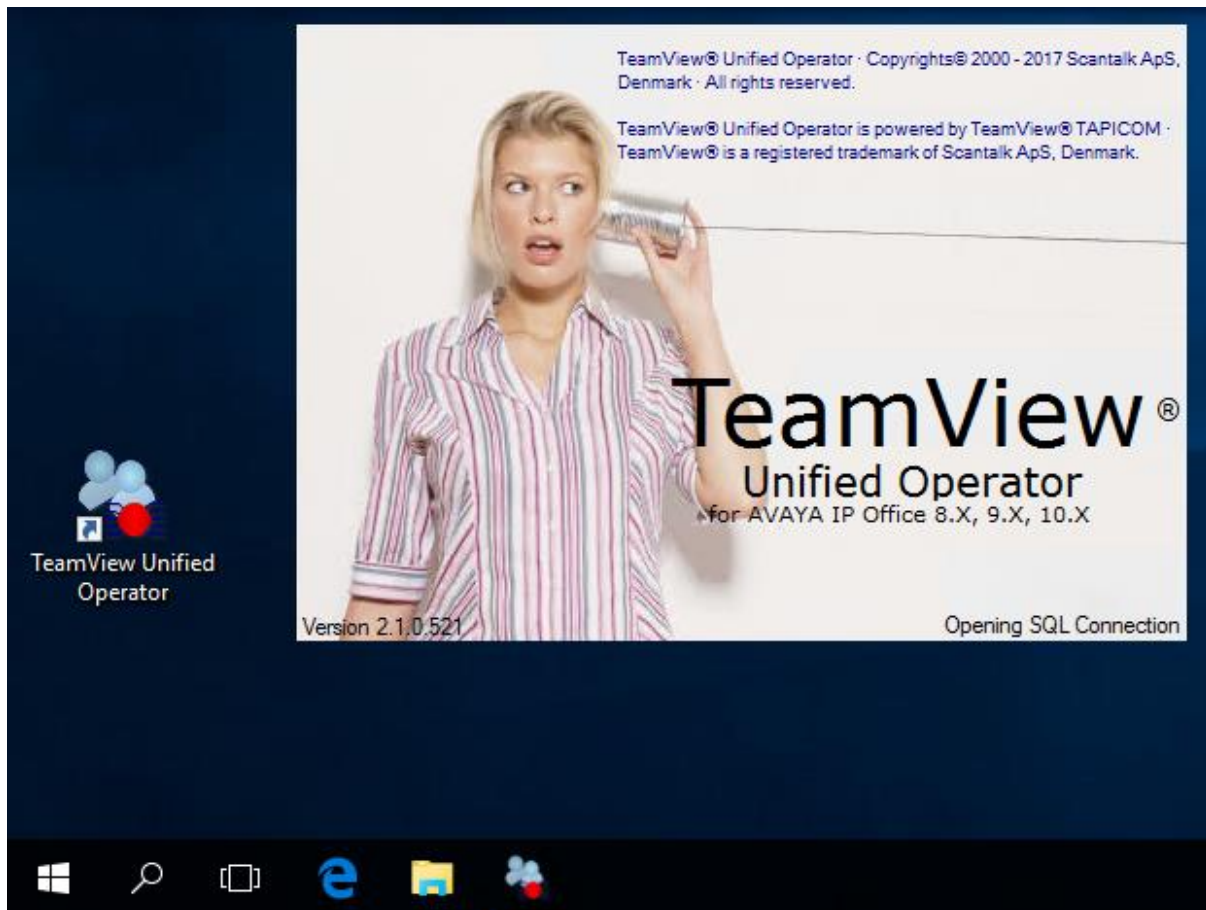 TeamView® Unified Operator · Copyrights© 2000 - 2017 Scantalk ApS,
Denmark · All rights reserved.
TeamView® Unified Operator is powered by TeamView® TAPICOM ·
TeamView® is a registered trademark of Scantalk ApS, Denmark.
TeamView ®
Unified Operator
for AVAYA IP Office 8.X, 9.X, 10.X
TeamView Unified
Operator
Version 2.1.0.521
Opening SQL Connection